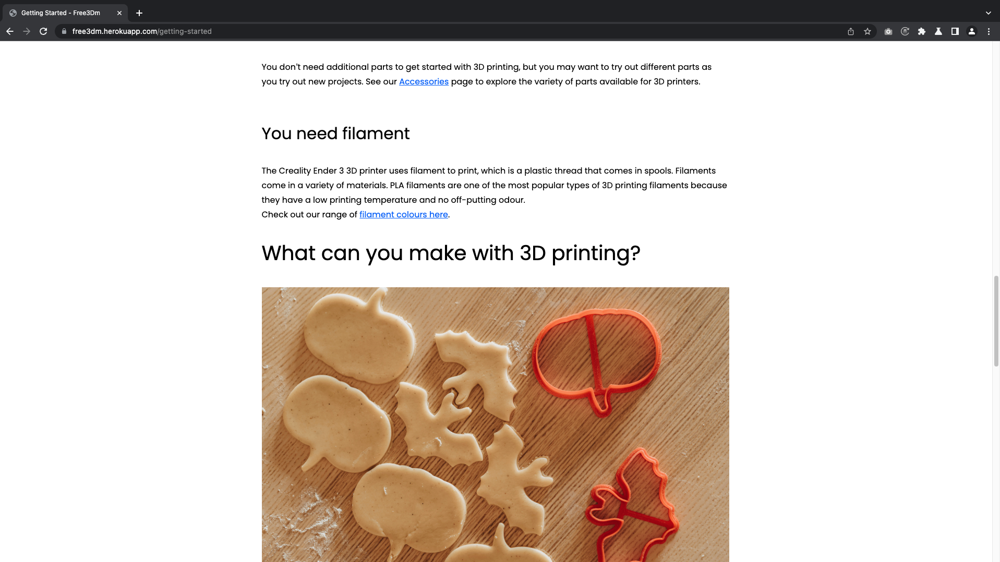 Getting Started - Free3Dm
free3dm.herokuapp.com/getting-started
You don't need additional parts to get started with 3D printing, but you may want to try out different parts as
you try out new projects. See our Accessories page to explore the variety of parts available for 3D printers.
You need filament
The Creality Ender 3 3D printer uses filament to print, which is a plastic thread that comes in spools. Filaments
come in a variety of materials. PLA filaments are one of the most popular types of 3D printing filaments because
they have a low printing temperature and no off-putting odour.
Check out our range of filament colours here.
What can you make with 3D printing?